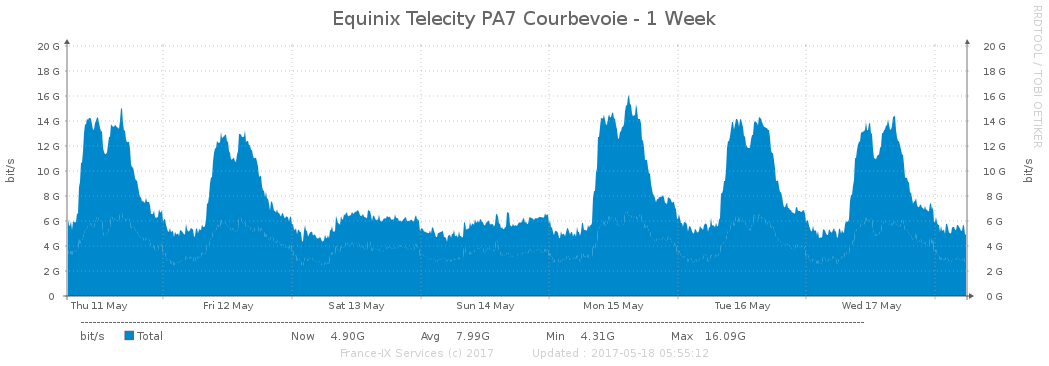 Equinix Telecity PA7 Courbevoie - 1 Week
RRDTOOL / TOBI OETIKER
20 G 20 G
18 G 18 G
16 G 16 G
14 G 14 G
12 G 12 G
10 G 10 G
8 G 8 G
6 G 6 G
4 G 4 G
2 G 2 G
0 0 G
bit/s
bit/s
Thu 11 May Fri 12 May Sat 13 May Sun 14 May Mon 15 May Tue 16 May Wed 17 May
bit/s Total Now 4.90G Avg 7.99G Min 4.31G Max 16.09G
France-IX Services (c) 2017 Updated : 2017-05-18 05:55:12